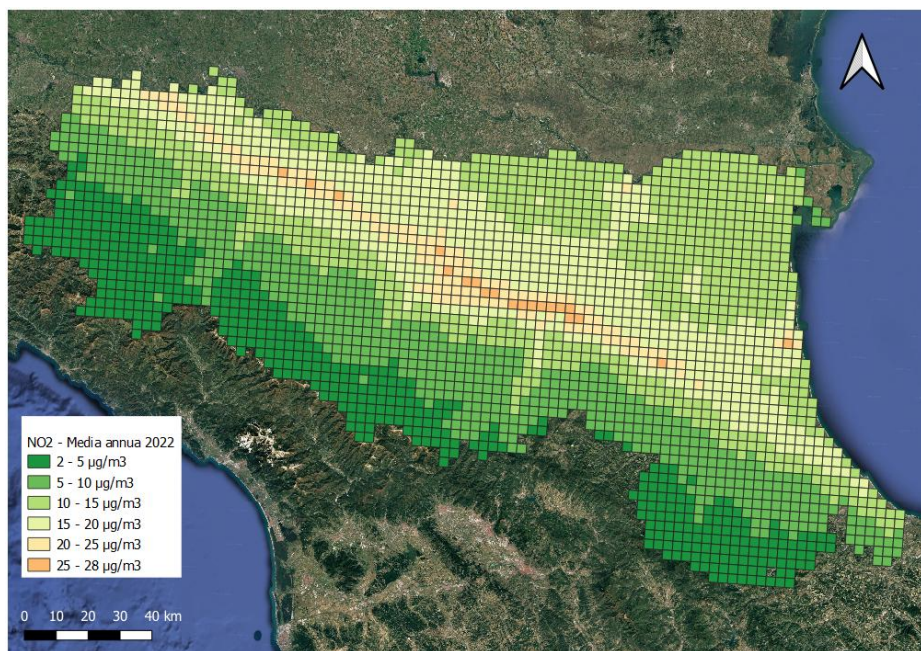 NO2 - Media annua 2022
2 - 5 µg/m3
5 - 10 µg/m3
10 - 15 µg/m3
15 - 20 µg/m3
20 - 25 µg/m3
25 - 28 µg/m3
0 10 20 30 40 km